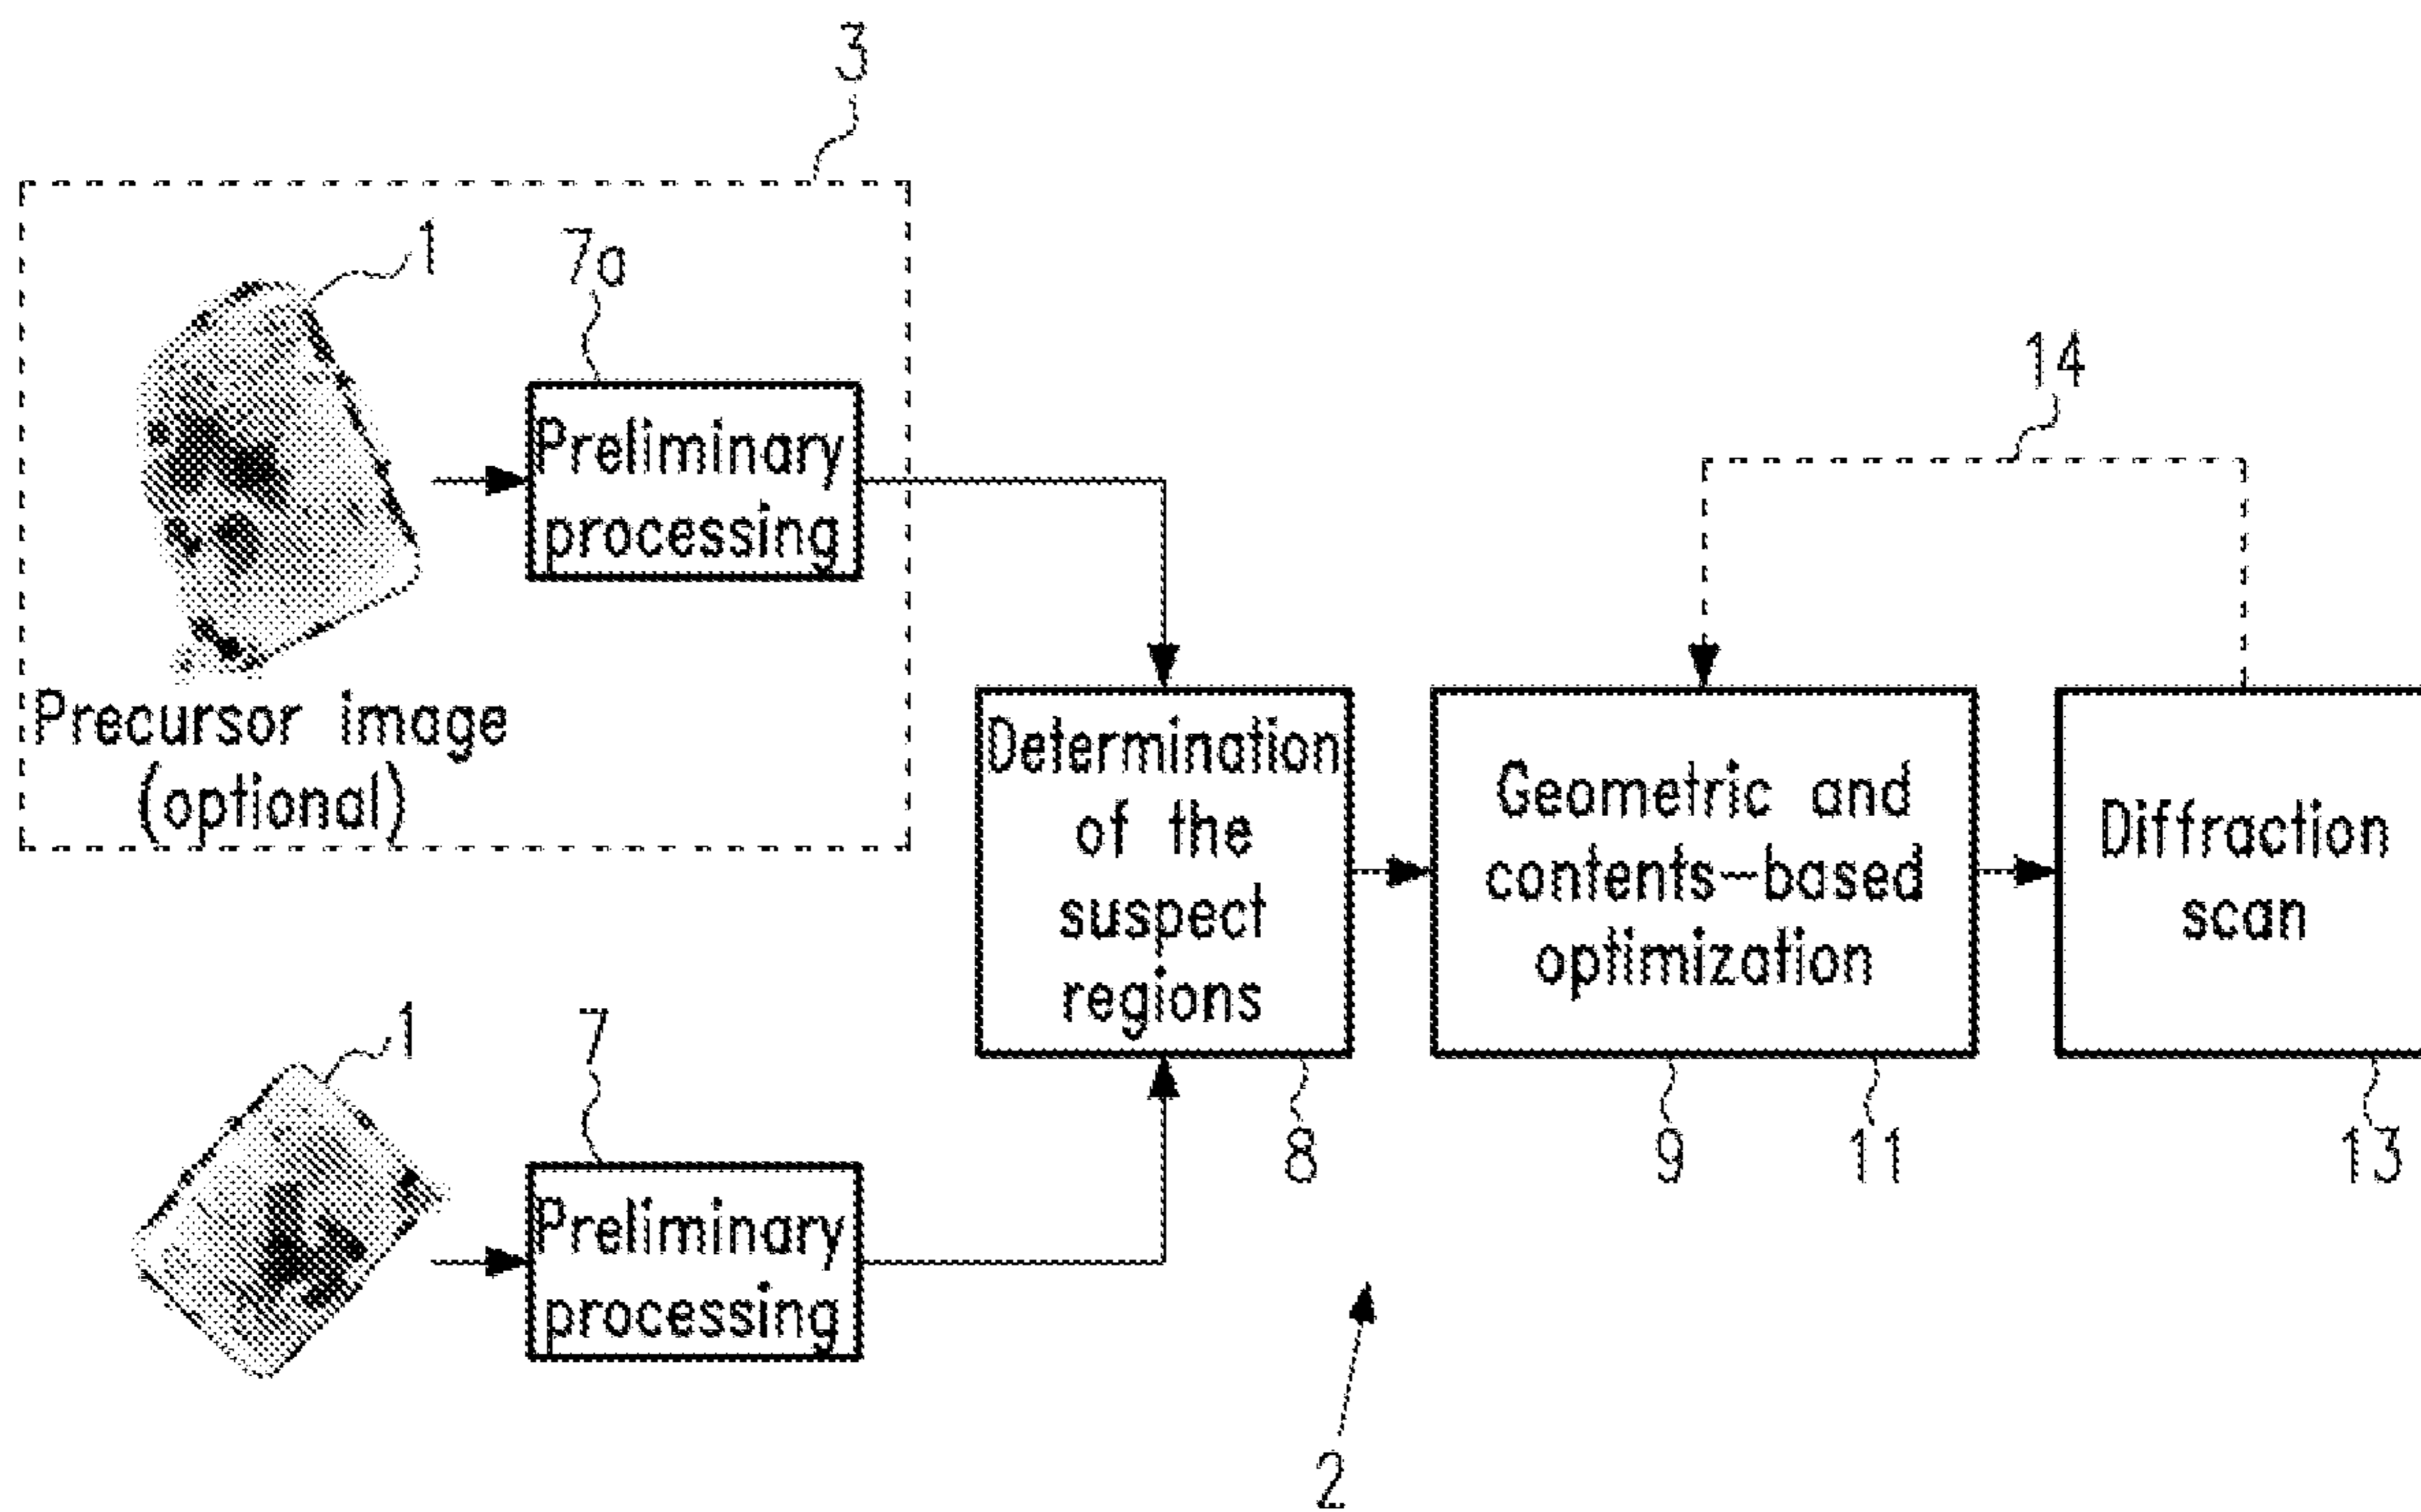 3
1
7a
Preliminary
processing
Precursor image
(optional)
14
Determination
of the
suspect
regions
Geometric and
contents-based
optimization
Diffraction
scan
1
7
Preliminary
processing
8
9
11
13
2